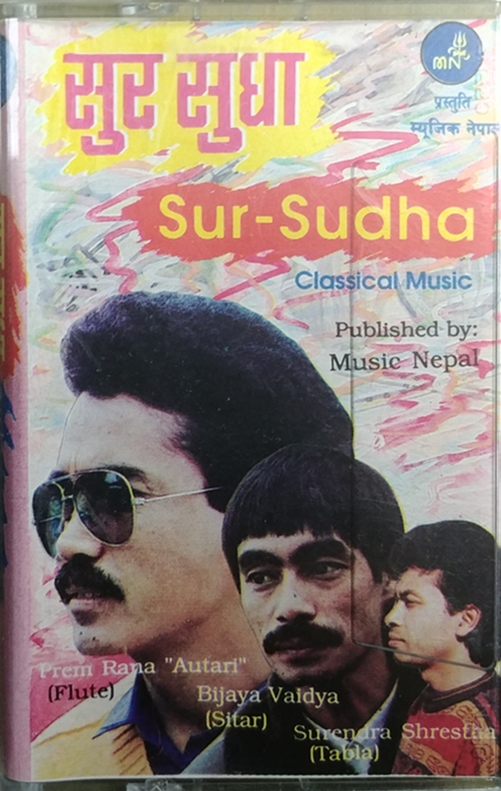 सुर सुधा
MNP
प्रस्तुति
म्यूजिक नेपाल
Sur-Sudha
Classical Music
Published by:
Music Nepal
Prem Rana "Autari"
(Flute)
Bijaya Vaidya
(Sitar)
Surendra Shrestha
(Tabla)